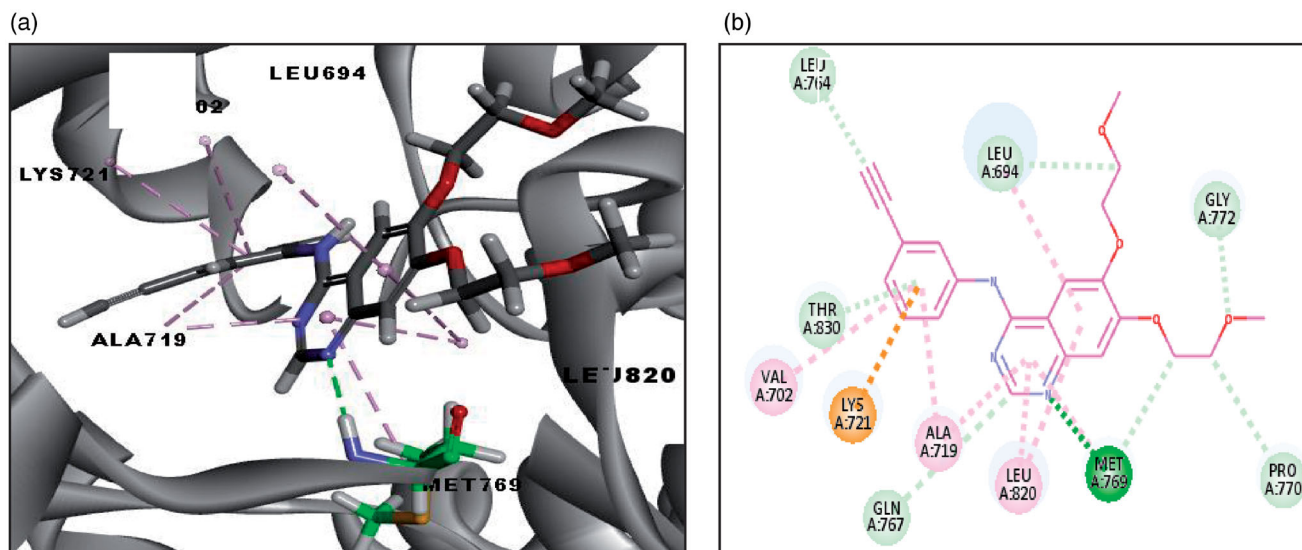 (a)
(b)
LEU694
02
LYS721
ALA719
LEU820
MET769
LEU
A:764
LEU
A:694
GLY
A:772
THR
A:830
VAL
A:702
LYS
A:721
ALA
A:719
LEU
A:820
MET
A:769
PRO
A:770
GLN
A:767
N
N
N
O
O
O
O